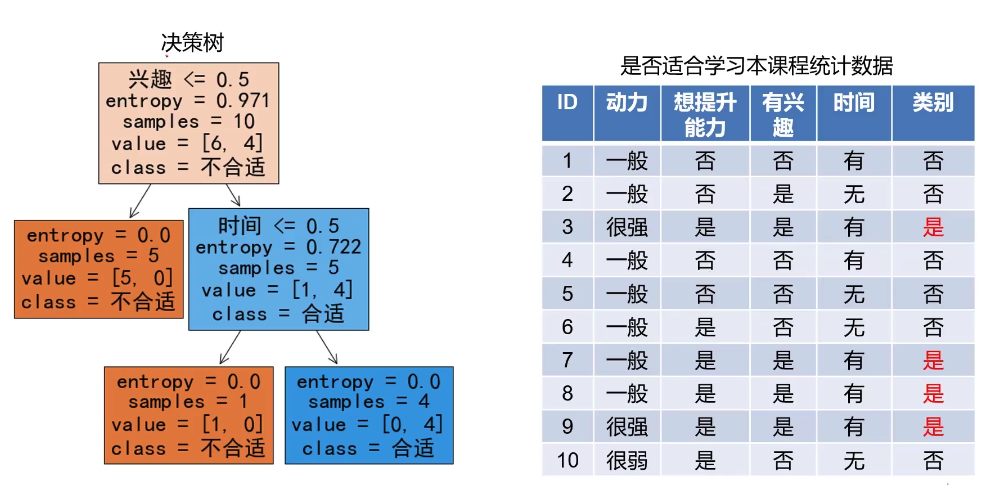 决策树
兴趣 <= 0.5
entropy = 0.971
samples = 10
value = [6, 4]
class = 不合适
entropy = 0.0
samples = 5
value = [5, 0]
class = 不合适
时间 <= 0.5
entropy = 0.722
samples = 5
value = [1, 4]
class = 合适
entropy = 0.0
samples = 1
value = [1, 0]
class = 不合适
entropy = 0.0
samples = 4
value = [0, 4]
class = 合适
是否适合学习本课程统计数据
ID 动力 想提升能力 有兴趣 时间 类别
1 一般 否 否 有 否
2 一般 否 是 无 否
3 很强 是 是 有 是
4 一般 否 否 有 否
5 一般 否 否 无 否
6 一般 是 否 无 否
7 一般 是 是 有 是
8 一般 是 是 有 是
9 很强 是 是 有 是
10 很弱 是 否 无 否